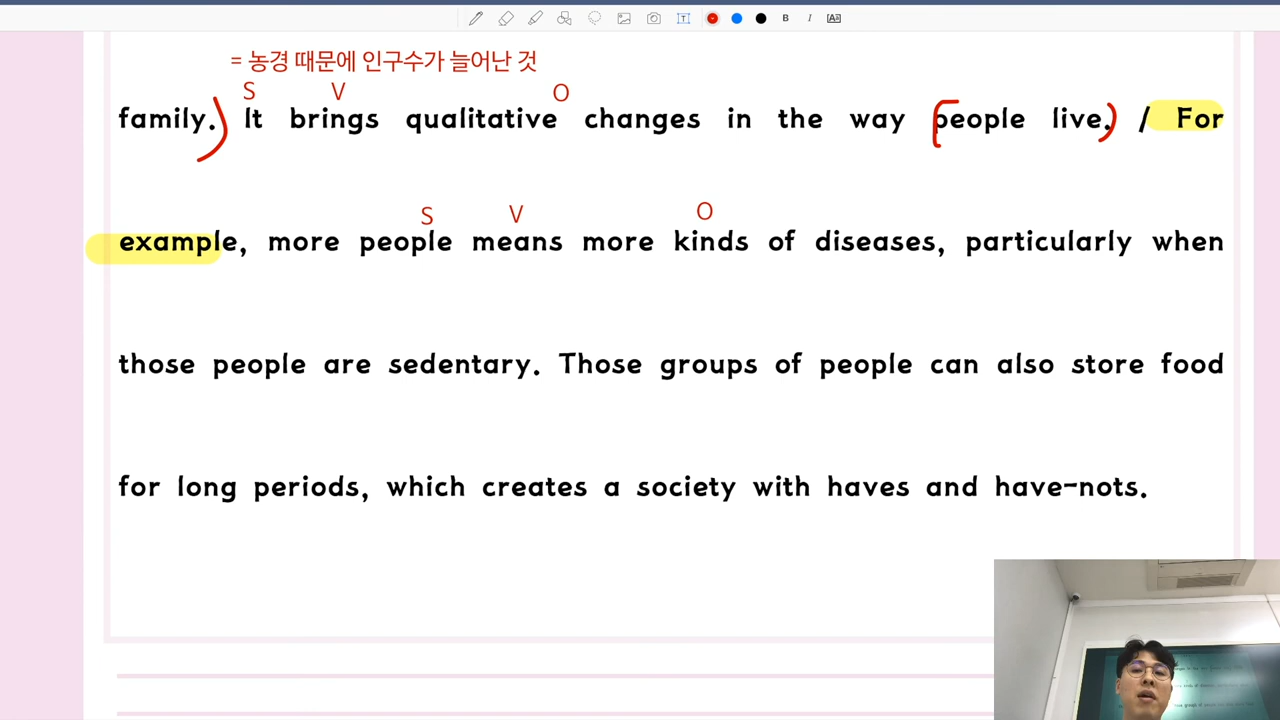 B I A
= 농경 때문에 인구수가 늘어난 것
S V O
family. It brings qualitative changes in the way people live. / For
S V O
example, more people means more kinds of diseases, particularly when
those people are sedentary. Those groups of people can also store food
for long periods, which creates a society with haves and have-nots.